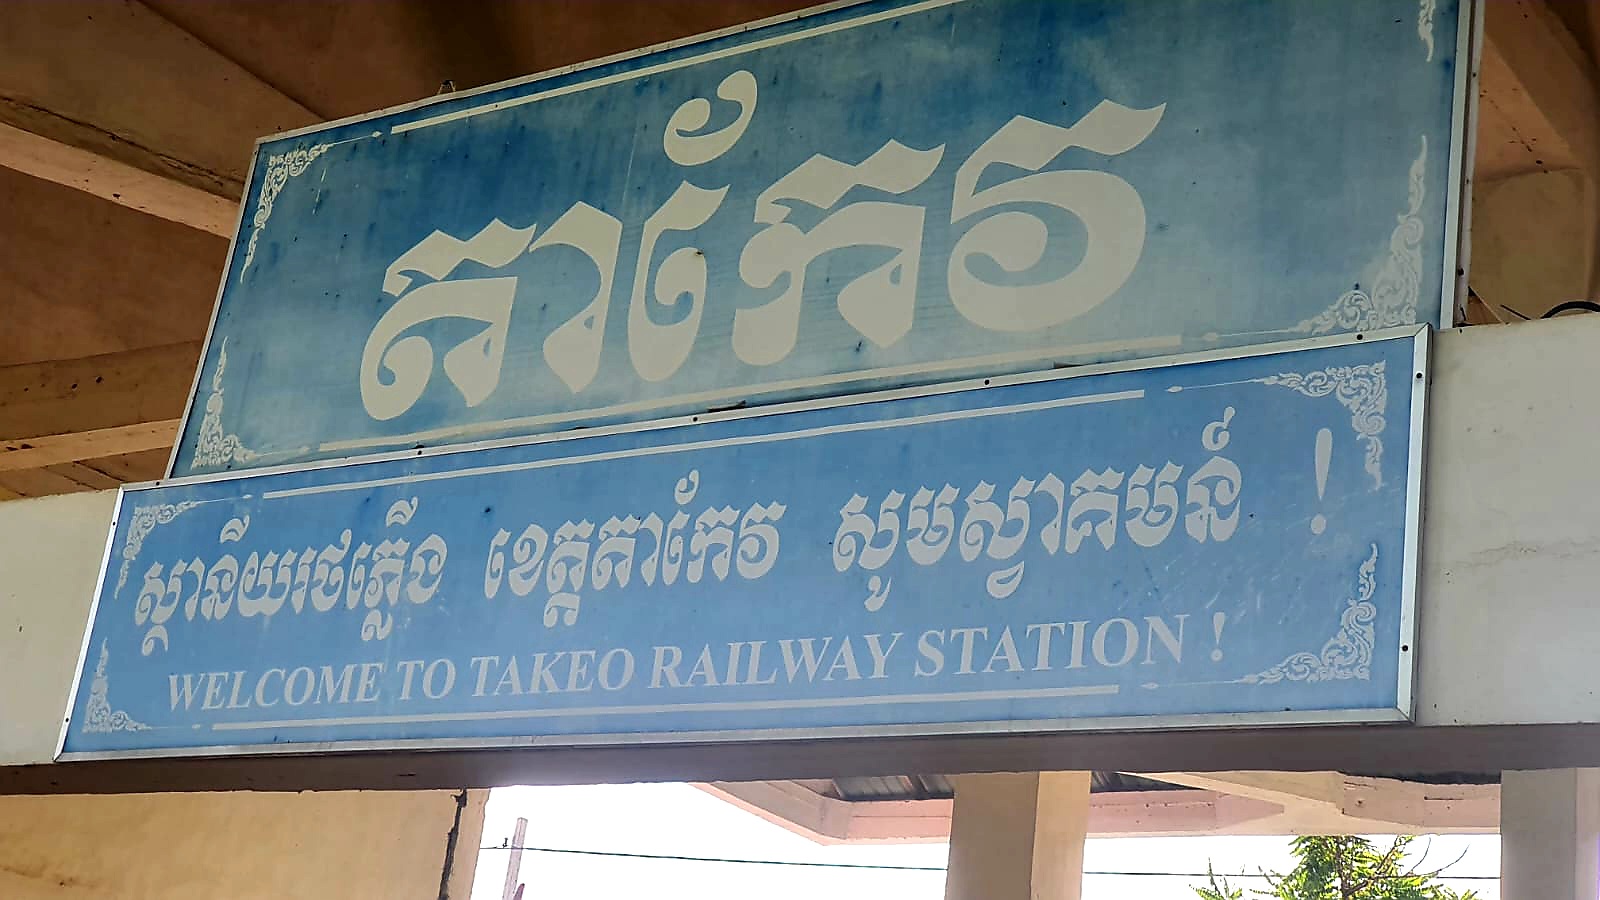 តាកែវ
ស្ថានីយរថភ្លើង ខេត្តតាកែវ សូមស្វាគមន៍ !
WELCOME TO TAKEO RAILWAY STATION !